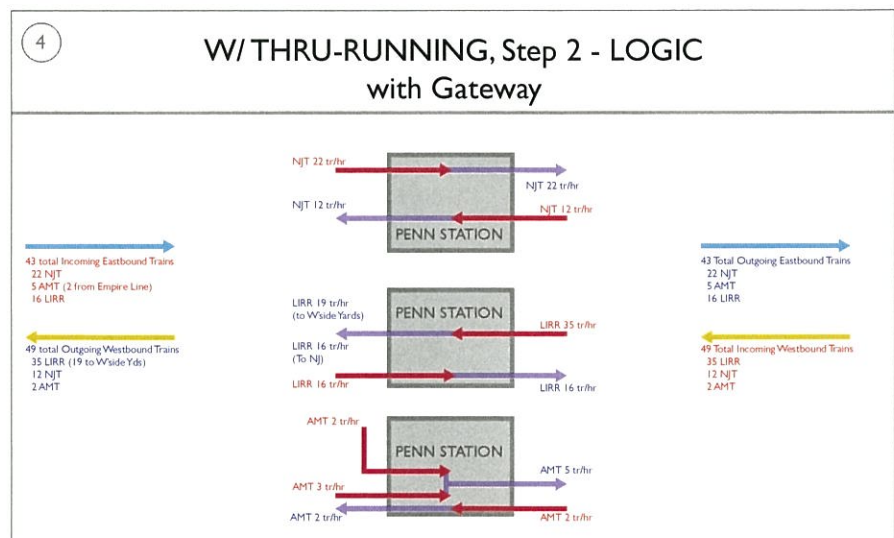 4
W/ THRU-RUNNING, Step 2 - LOGIC
with Gateway
NJT 22 tr/hr
NJT 22 tr/hr
NJT 12 tr/hr
NJT 12 tr/hr
PENN STATION
43 total Incoming Eastbound Trains
22 NJT
5 AMT (2 from Empire Line)
16 LIRR
49 total Outgoing Westbound Trains
35 LIRR (19 to W'side Yds)
12 NJT
2 AMT
PENN STATION
LIRR 19 tr/hr
(to W'side Yards)
LIRR 35 tr/hr
LIRR 16 tr/hr
(To NJ)
LIRR 16 tr/hr
LIRR 16 tr/hr
43 Total Outgoing Eastbound Trains
22 NJT
5 AMT
16 LIRR
49 Total Incoming Westbound Trains
35 LIRR
12 NJT
2 AMT
AMT 2 tr/hr
PENN STATION
AMT 5 tr/hr
AMT 3 tr/hr
AMT 2 tr/hr
AMT 2 tr/hr